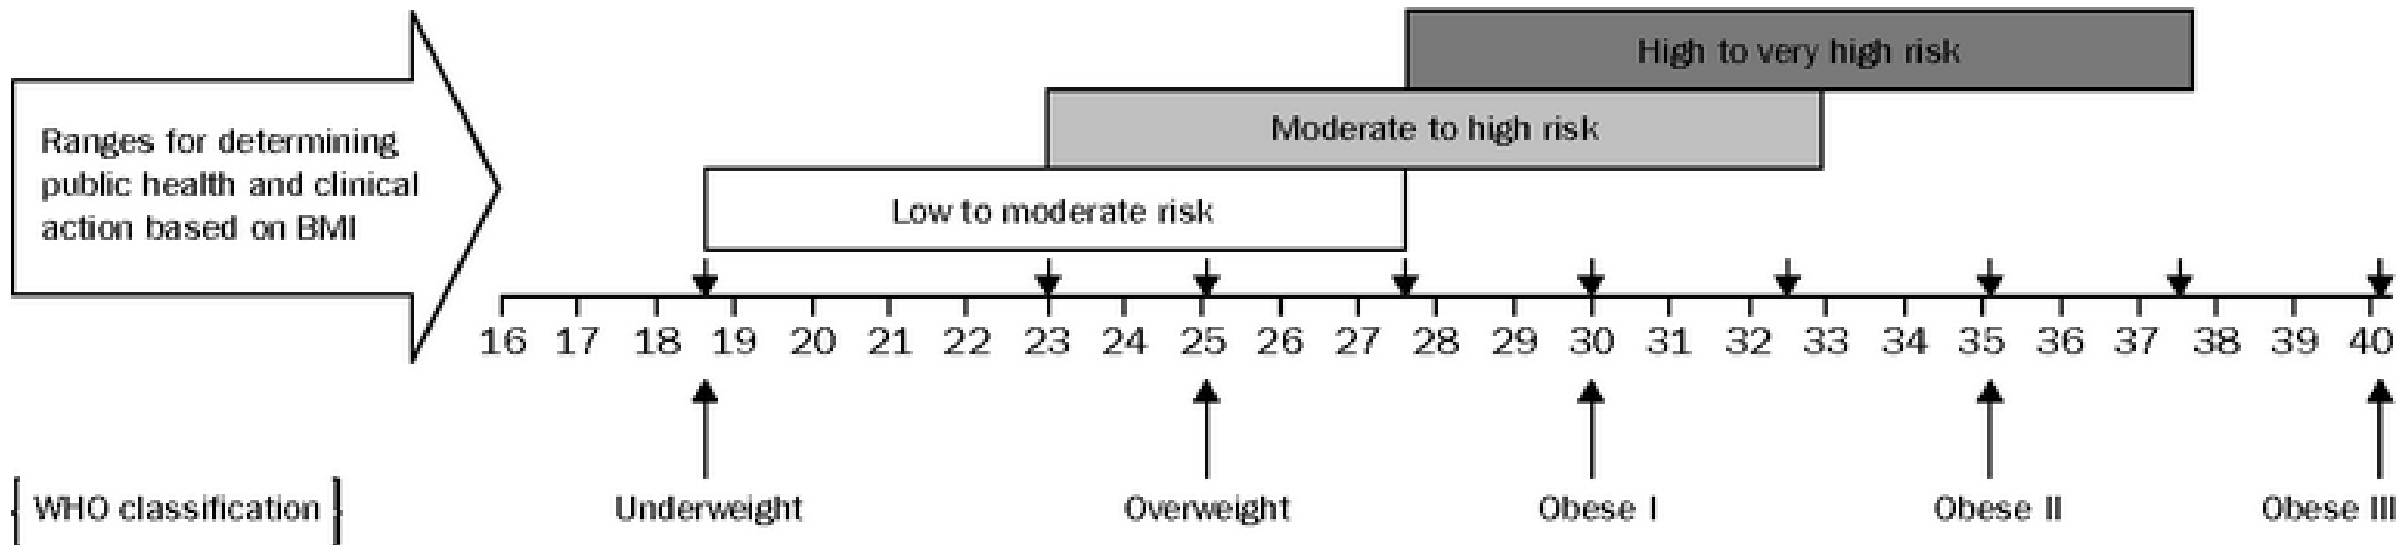 High to very high risk
Moderate to high risk
Low to moderate risk
Ranges for determining
public health and clinical
action based on BMI
16 17 18 19 20 21 22 23 24 25 26 27 28 29 30 31 32 33 34 35 36 37 38 39 40
WHO classification
Underweight
Overweight
Obese I
Obese II
Obese III